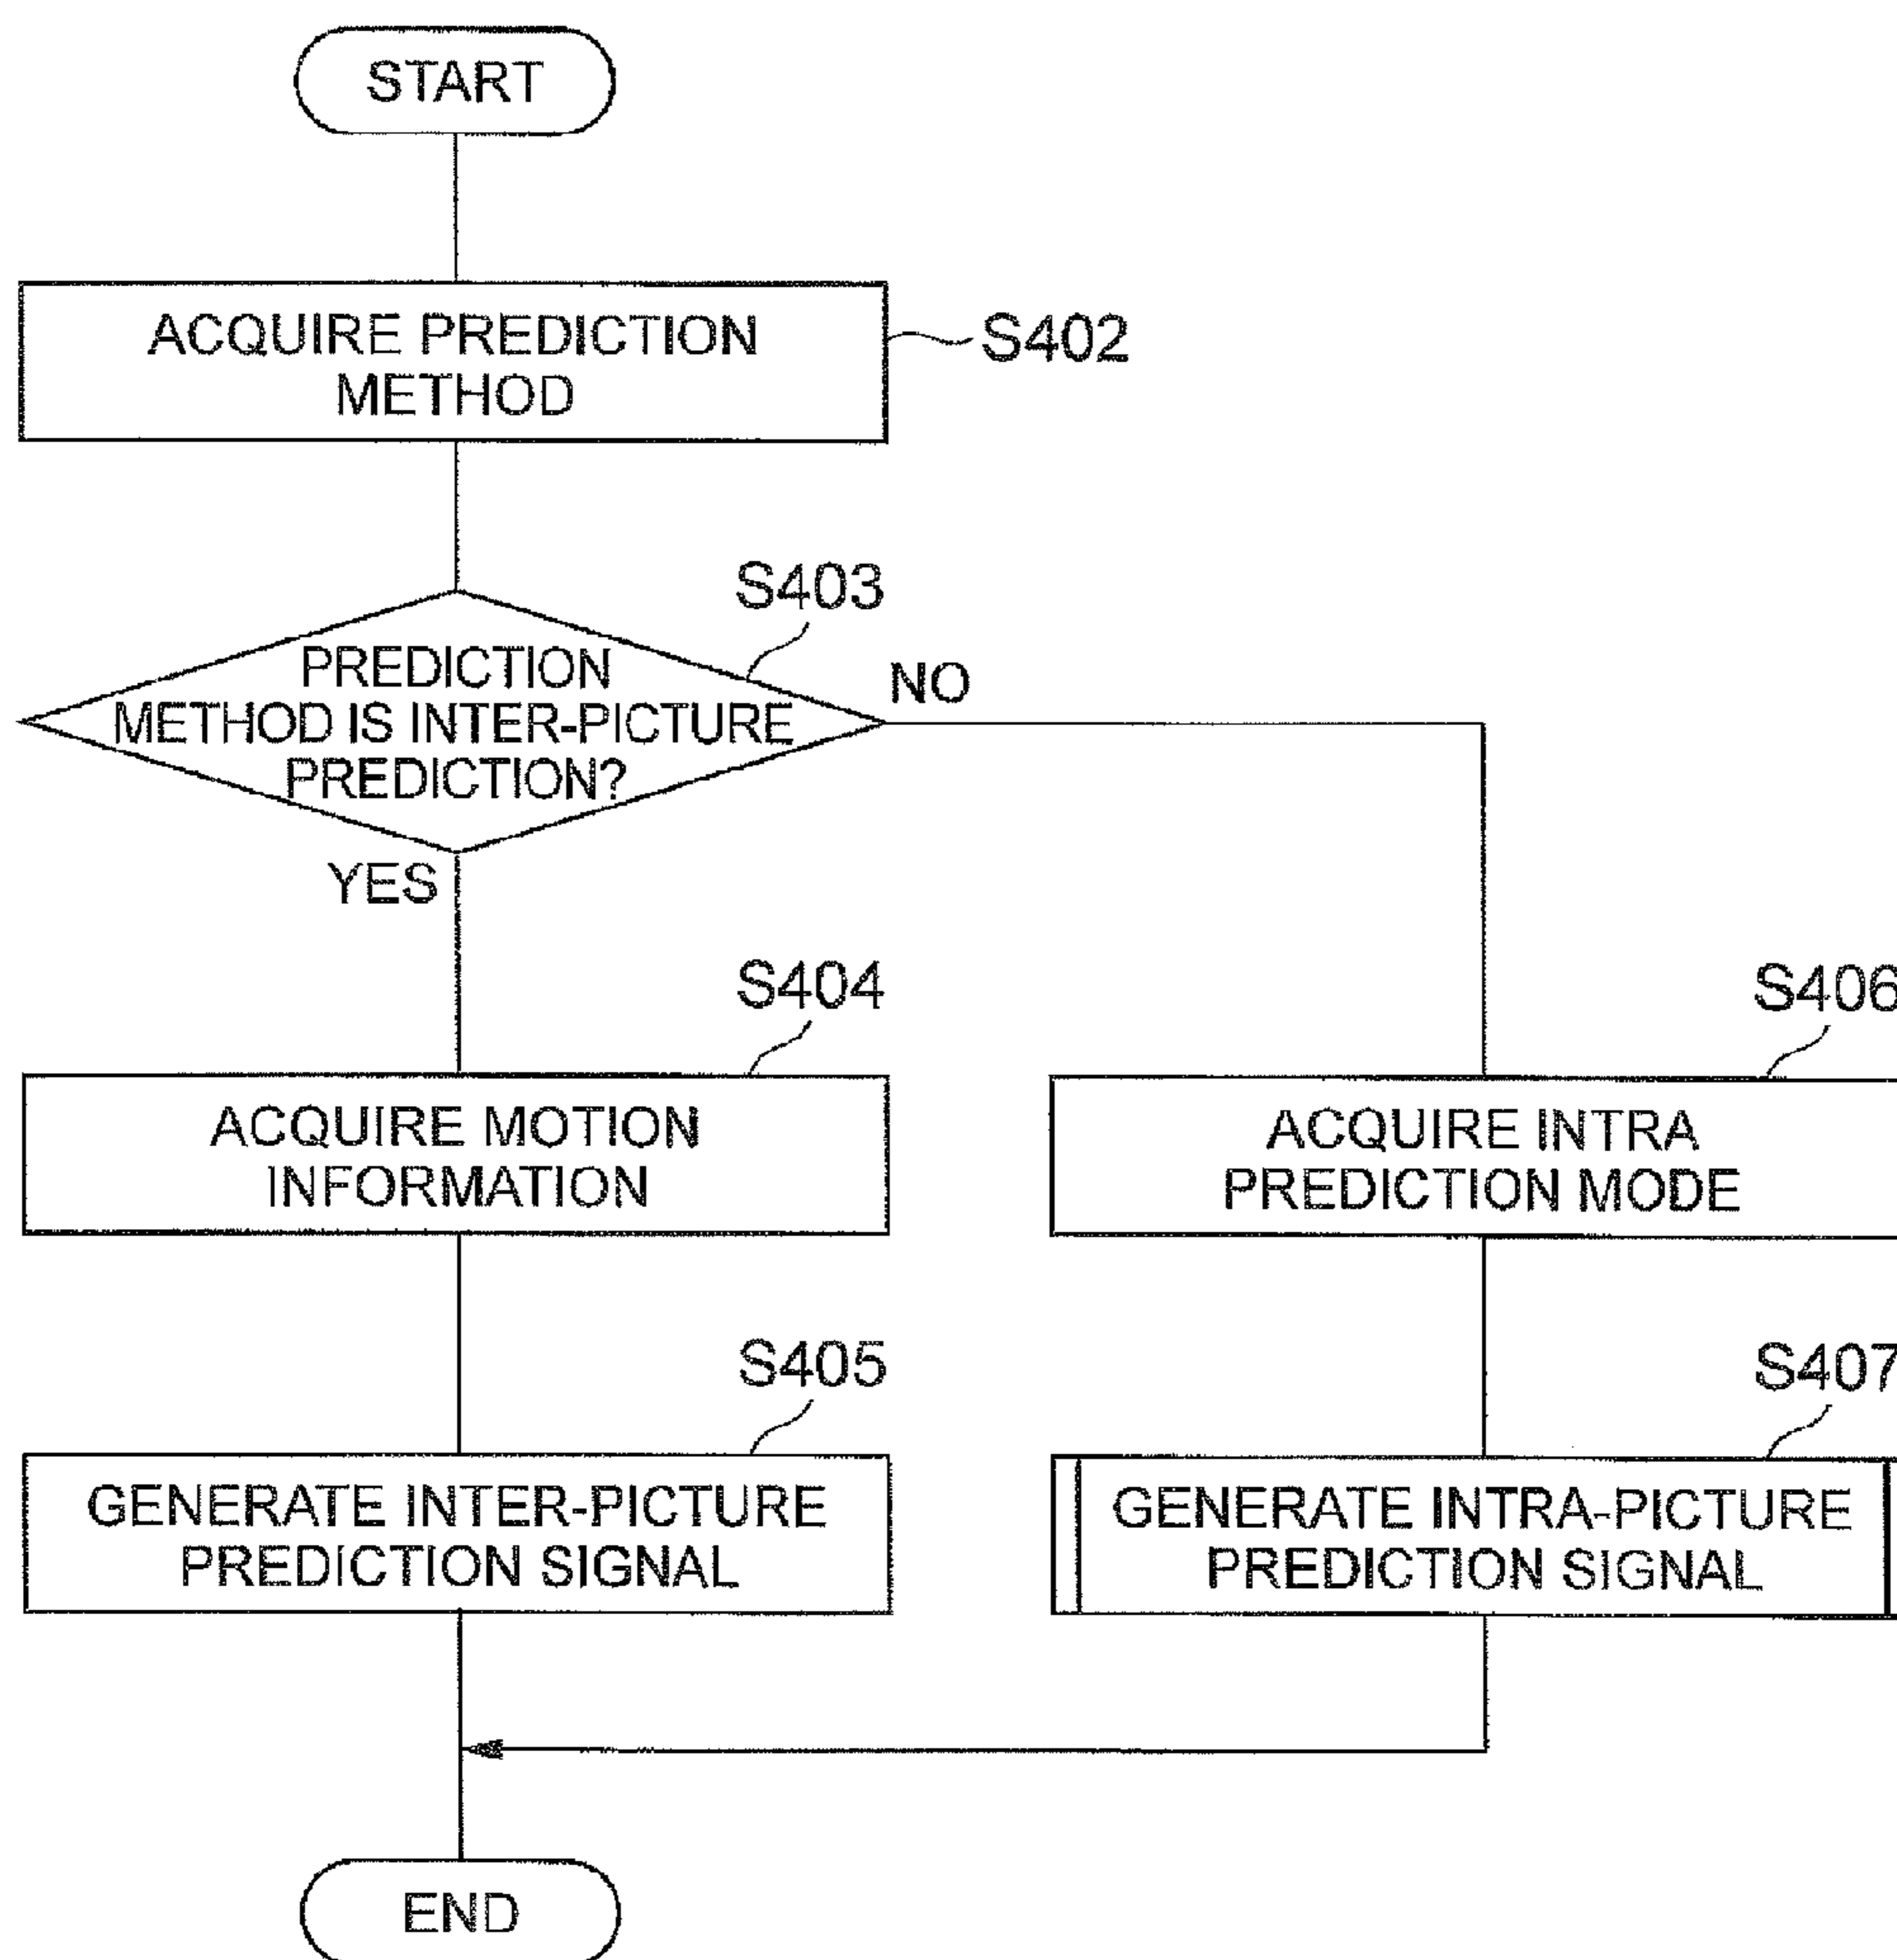 START
ACQUIRE PREDICTION
METHOD
S402
S403
PREDICTION
METHOD IS INTER-PICTURE
PREDICTION?
NO
YES
S404
ACQUIRE MOTION
INFORMATION
S406
ACQUIRE INTRA
PREDICTION MODE
S405
GENERATE INTER-PICTURE
PREDICTION SIGNAL
S407
GENERATE INTRA-PICTURE
PREDICTION SIGNAL
END